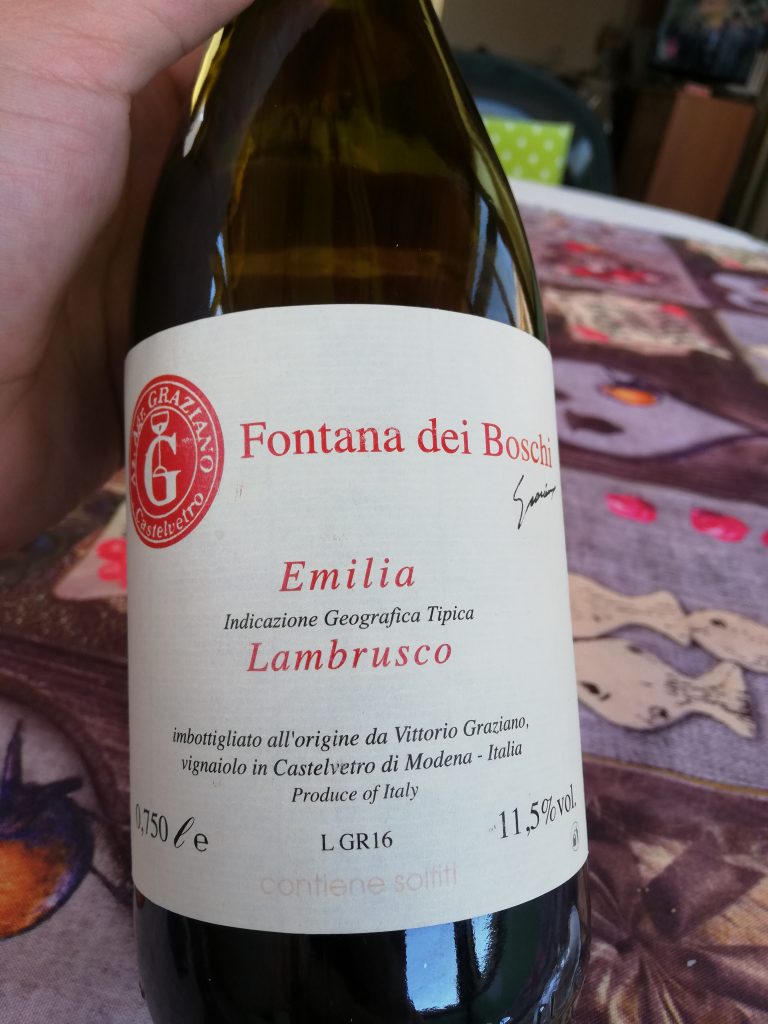 AZ. AGR. GRAZIANO
G
Castelvetro
Fontana dei Boschi
Emilia
Indicazione Geografica Tipica
Lambrusco
imbottigliato all'origine da Vittorio Graziano,
vignaiolo in Castelvetro di Modena - Italia
Produce of Italy
0,750 ℓ e
L GR16
11,5% vol.
contiene solfiti